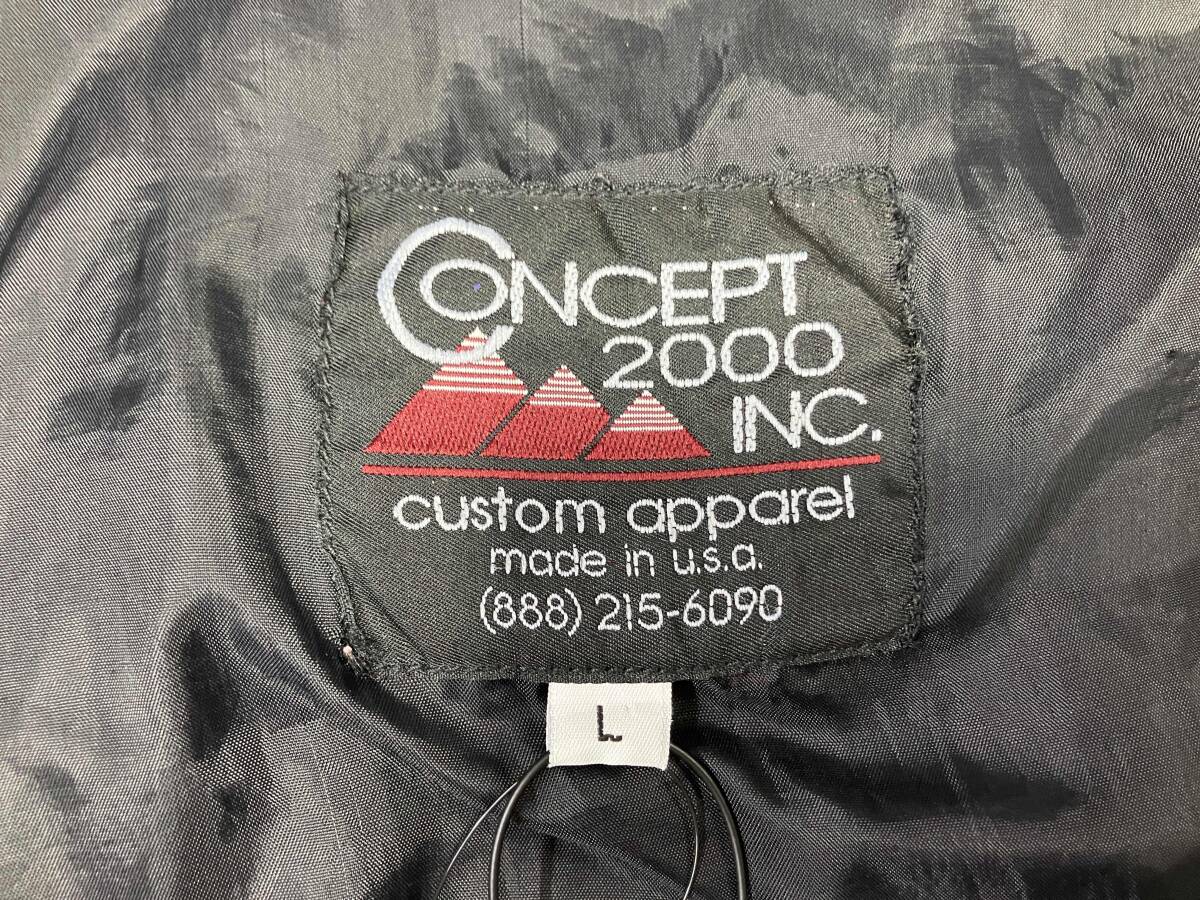 CONCEPT
2000
INC.
custom apparel
made in u.s.a.
(888) 215-6090
L